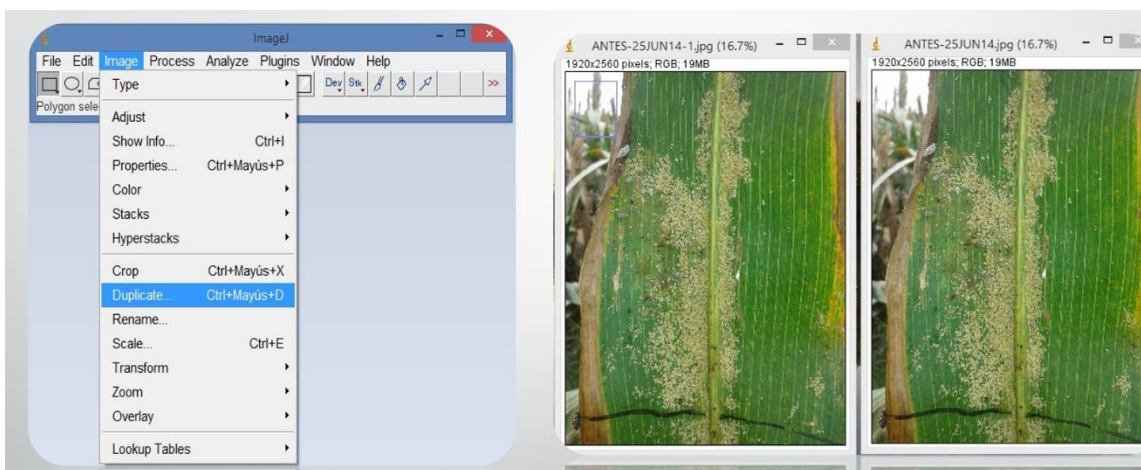 ImageJ
File Edit Image Process Analyze Plugins Window Help
Dev Stk >>
Polygon sele
Type
Adjust
Show Info... Ctrl+I
Properties... Ctrl+Mayús+P
Color
Stacks
Hyperstacks
Crop Ctrl+Mayús+X
Duplicate... Ctrl+Mayús+D
Rename...
Scale... Ctrl+E
Transform
Zoom
Overlay
Lookup Tables
ANTES-25JUN14-1.jpg (16.7%)
1920x2560 pixels; RGB; 19MB
ANTES-25JUN14.jpg (16.7%)
1920x2560 pixels; RGB; 19MB